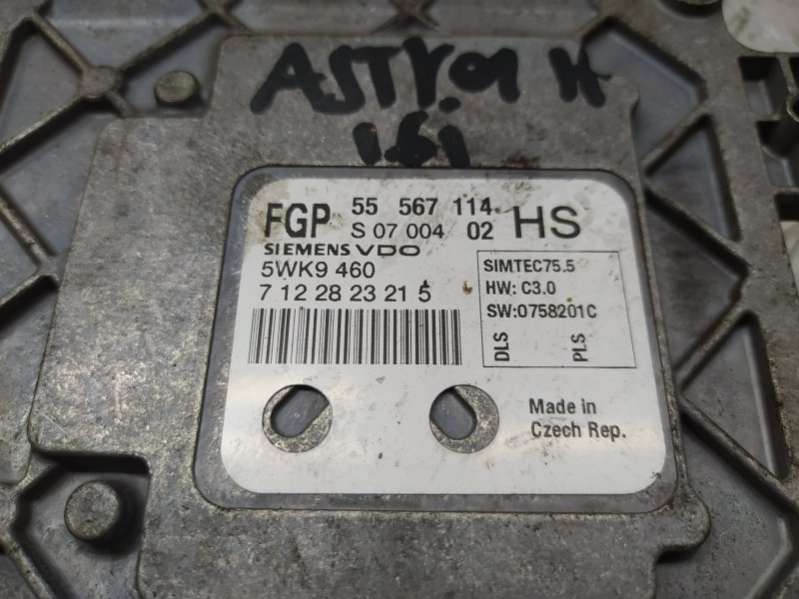 ASTRA H
1.6i
FGP 55 567 114 HS
S 07 004 02
SIEMENS VDO
5WK9 460
7 12 28 23 21 5
SIMTEC75.5
HW: C3.0
SW:0758201C
DLS PLS
Made in
Czech Rep.